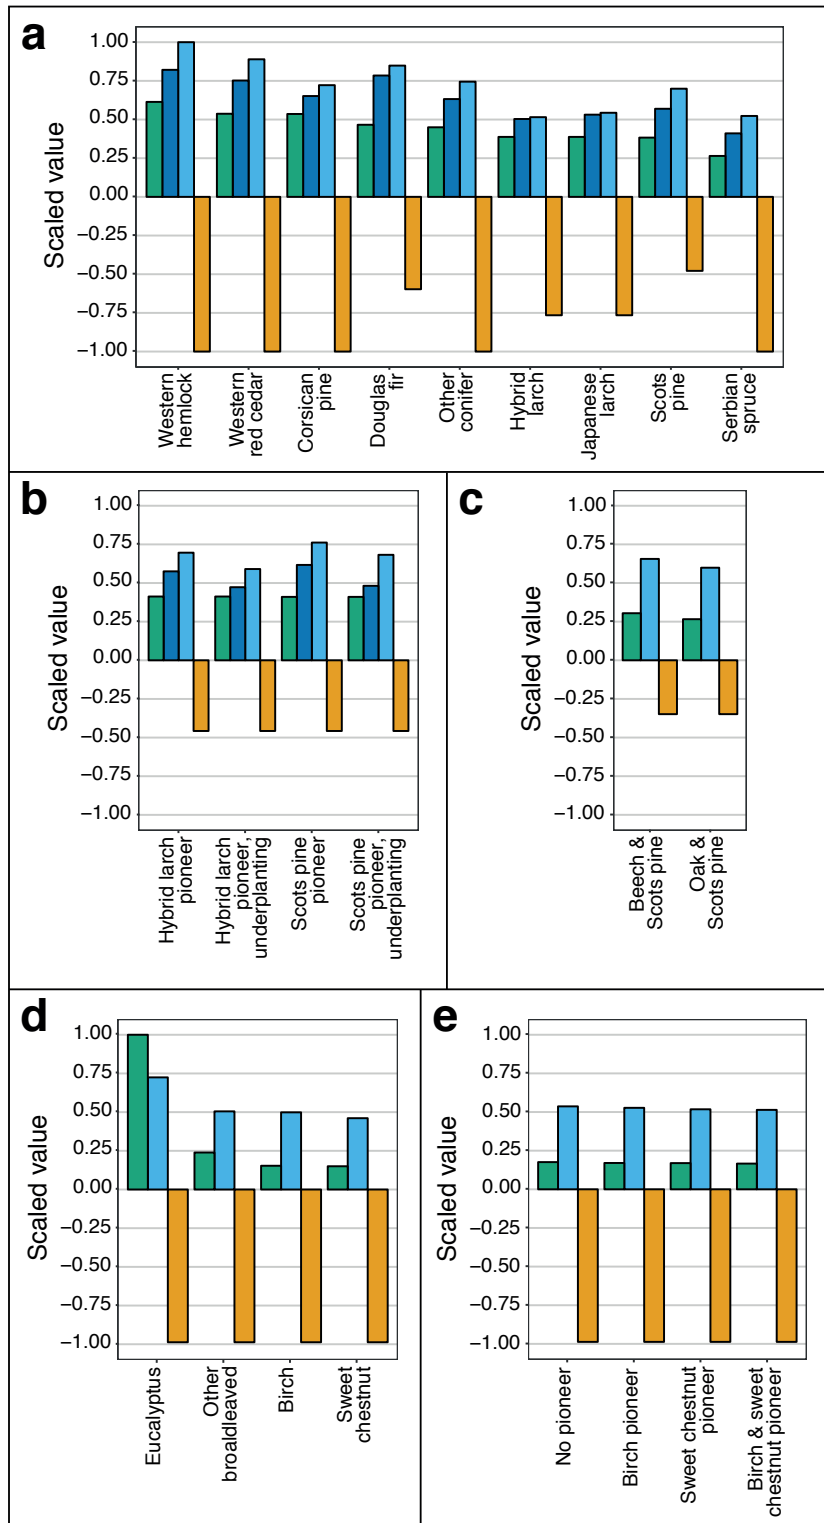 a
1.00
0.75
0.50
0.25
0.00
−0.25
−0.50
−0.75
−1.00
Scaled value
Western
hemlock
Western
red cedar
Corsican
pine
Douglas
fir
Other
conifer
Hybrid
larch
Japanese
larch
Scots
pine
Serbian
spruce
b
1.00
0.75
0.50
0.25
0.00
−0.25
−0.50
−0.75
−1.00
Scaled value
Hybrid larch
pioneer
Hybrid larch
pioneer,
underplanting
Scots pine
pioneer
Scots pine
pioneer,
underplanting
c
1.00
0.75
0.50
0.25
0.00
−0.25
−0.50
−0.75
−1.00
Scaled value
Beech &
Scots pine
Oak &
Scots pine
d
1.00
0.75
0.50
0.25
0.00
−0.25
−0.50
−0.75
−1.00
Scaled value
Eucalyptus
Other
broadleaved
Birch
Sweet
chestnut
e
1.00
0.75
0.50
0.25
0.00
−0.25
−0.50
−0.75
−1.00
Scaled value
No pioneer
Birch pioneer
Sweet chestnut
pioneer
Birch & sweet
chestnut pioneer